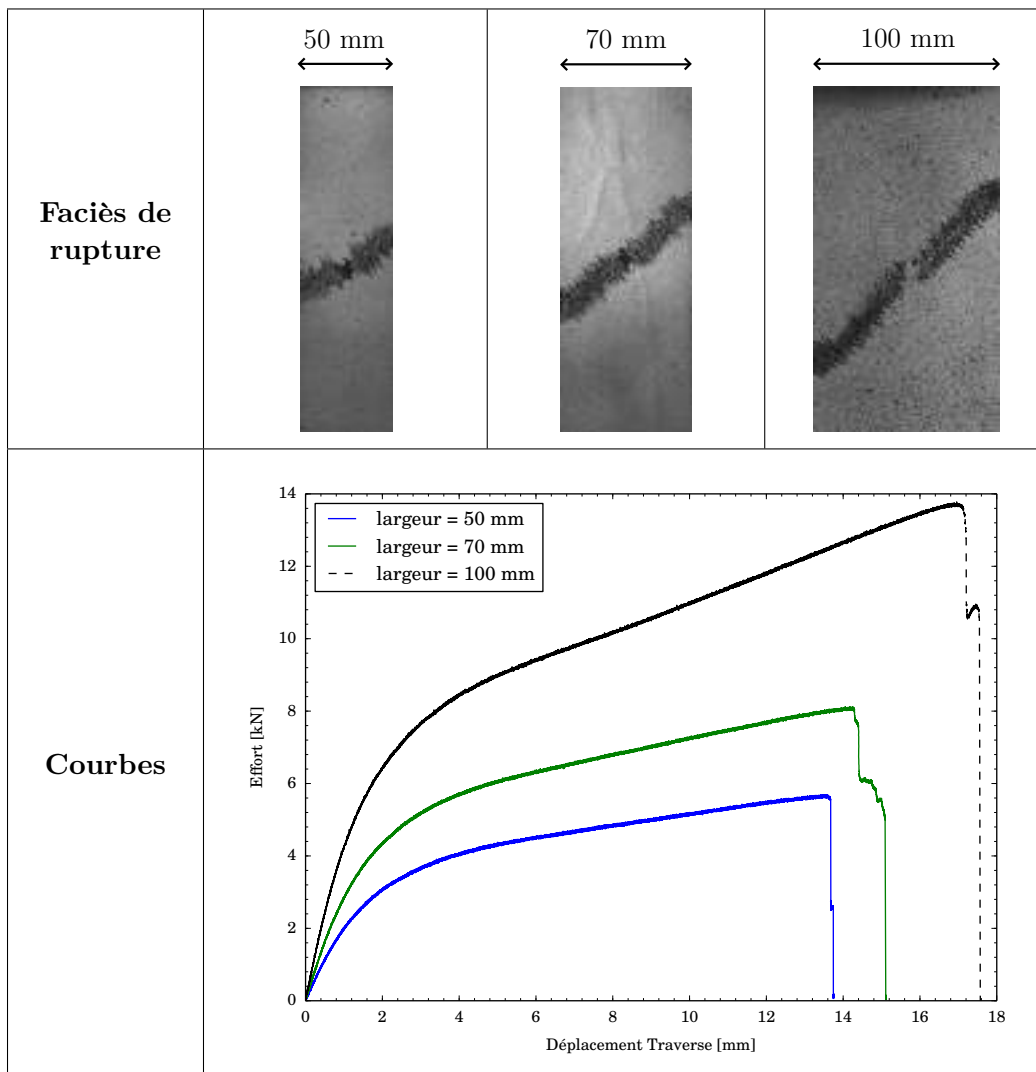 50 mm
70 mm
100 mm
Faciès de
rupture
Courbes
14
12
10
8
6
4
2
0
Effort [kN]
largeur = 50 mm
largeur = 70 mm
largeur = 100 mm
0 2 4 6 8 10 12 14 16 18
Déplacement Traverse [mm]